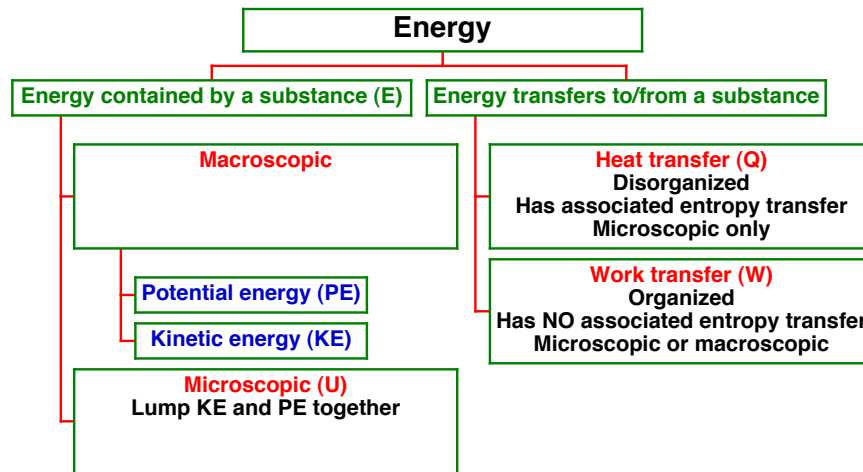 Energy
Energy contained by a substance (E)
Energy transfers to/from a substance
Macroscopic
Potential energy (PE)
Kinetic energy (KE)
Microscopic (U)
Lump KE and PE together
Heat transfer (Q)
Disorganized
Has associated entropy transfer
Microscopic only
Work transfer (W)
Organized
Has NO associated entropy transfer
Microscopic or macroscopic